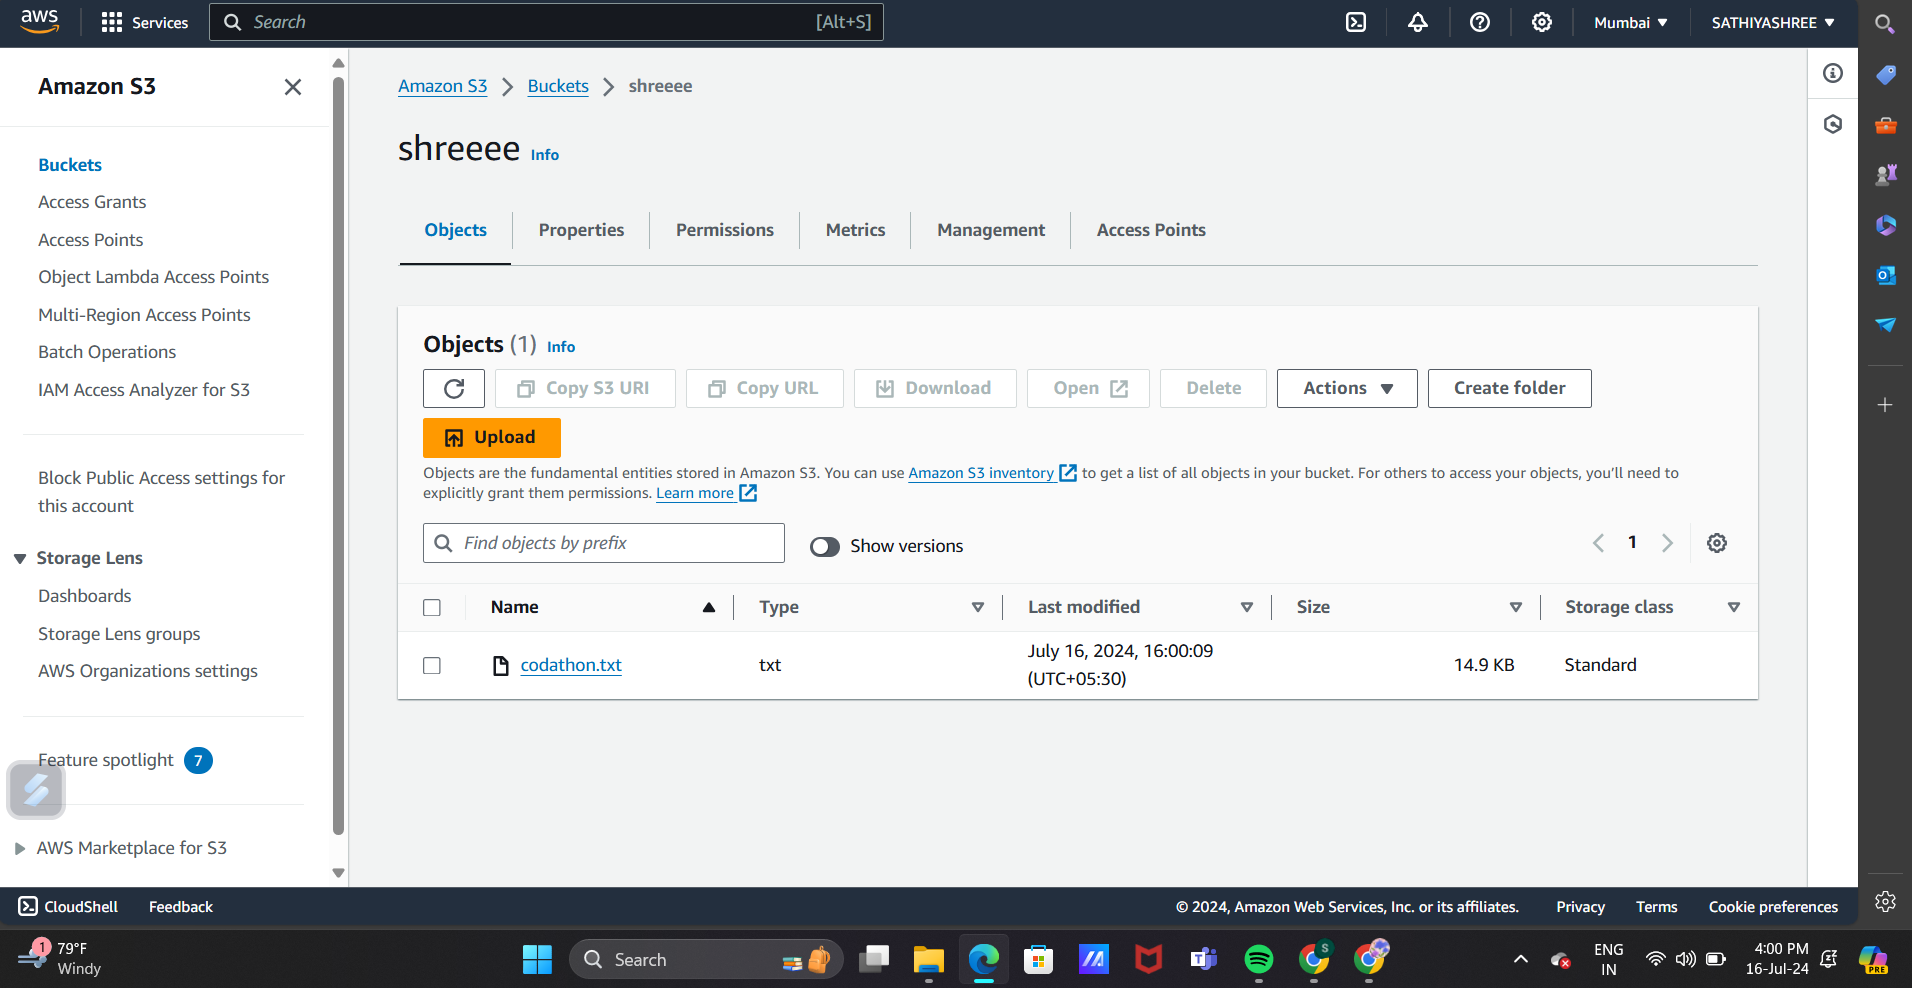 aws
Services
Search
[Alt+S]
Mumbai
SATHIYASHREE
Amazon S3
Buckets
Access Grants
Access Points
Object Lambda Access Points
Multi-Region Access Points
Batch Operations
IAM Access Analyzer for S3
Block Public Access settings for
this account
Storage Lens
Dashboards
Storage Lens groups
AWS Organizations settings
Feature spotlight 7
AWS Marketplace for S3
Amazon S3 Buckets shreeee
shreeee Info
Objects Properties Permissions Metrics Management Access Points
Objects (1) Info
Copy S3 URI Copy URL Download Open Delete Actions Create folder
Upload
Objects are the fundamental entities stored in Amazon S3. You can use Amazon S3 inventory to get a list of all objects in your bucket. For others to access your objects, you'll need to
explicitly grant them permissions. Learn more
Find objects by prefix
Show versions
1
Name Type Last modified Size Storage class
codathon.txt txt July 16, 2024, 16:00:09 14.9 KB Standard
(UTC+05:30)
CloudShell Feedback
© 2024, Amazon Web Services, Inc. or its affiliates. Privacy Terms Cookie preferences
1
79°F
Windy
Search
S
ENG
IN
4:00 PM
16-Jul-24
PRE